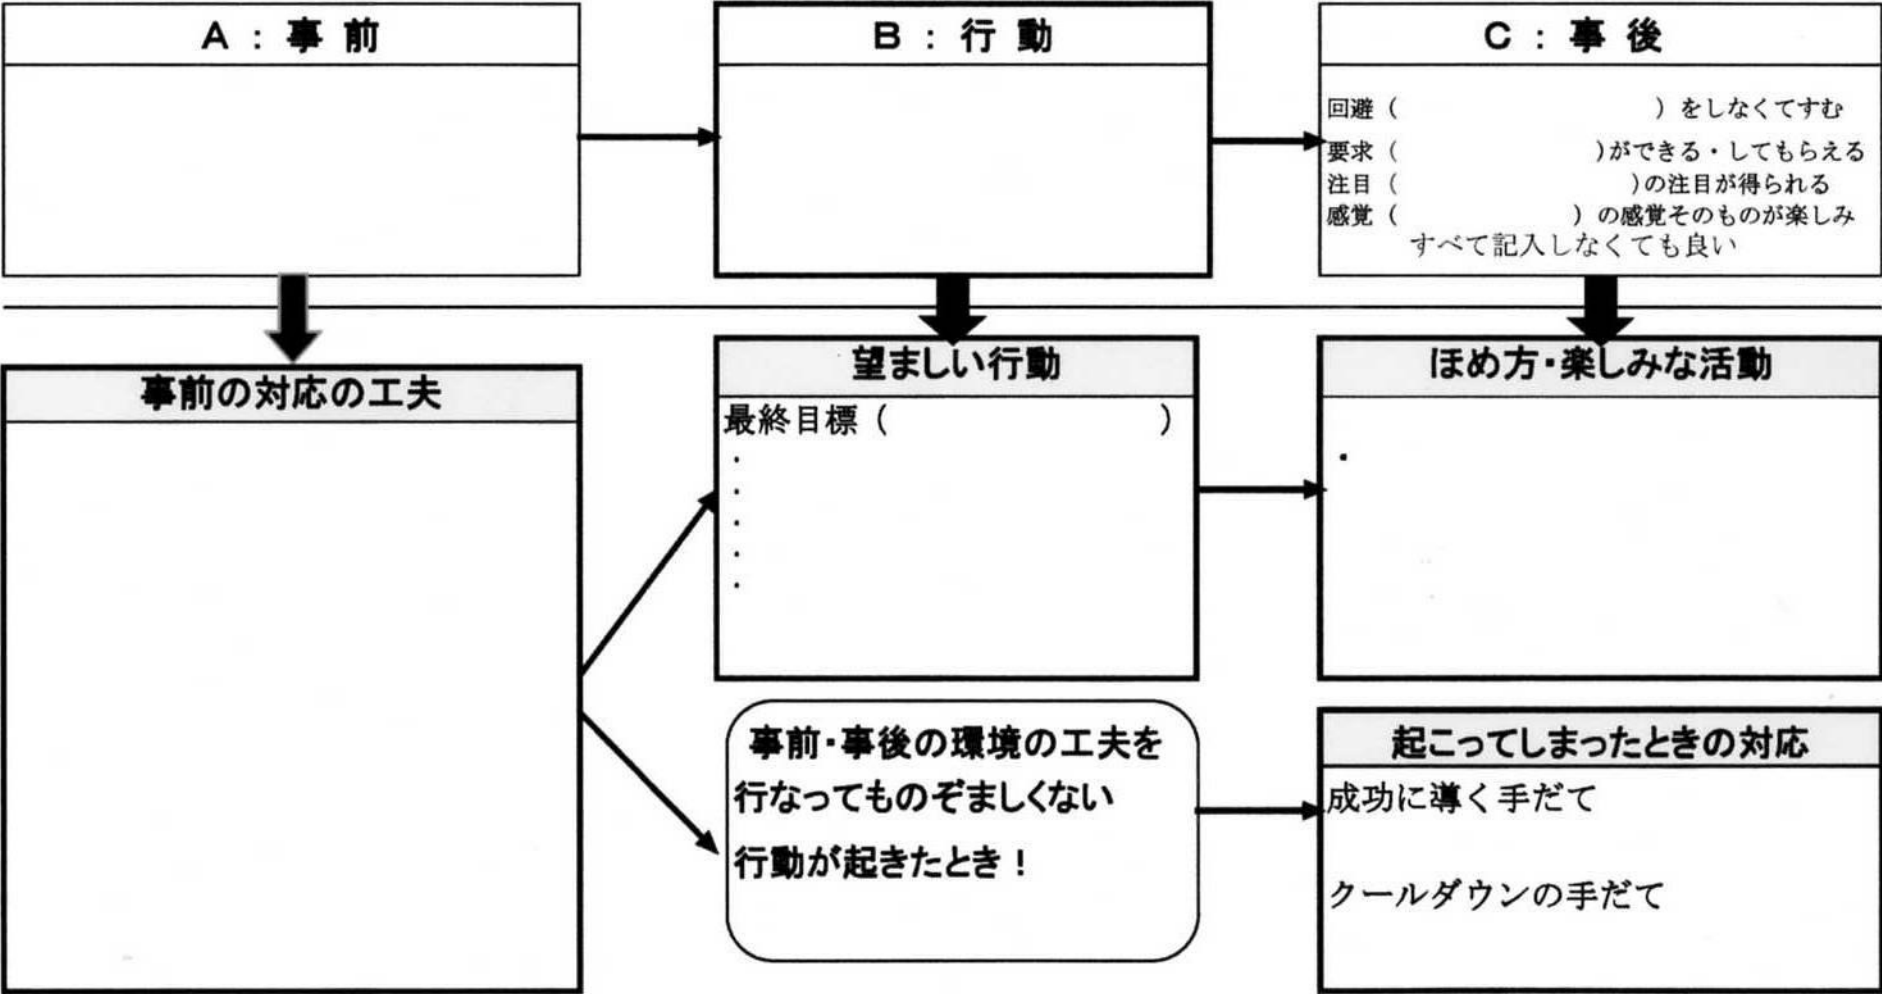 A : 事 前
B : 行 動
C : 事 後
回避（　　　　　　　　）をしなくてすむ
要求（　　　　　　　　)ができる・してもらえる
注目（　　　　　　　　)の注目が得られる
感覚（　　　　　　　　）の感覚そのものが楽しみ
すべて記入しなくても良い
事前の対応の工夫
望ましい行動
最終目標（　　　　　　　　）
・
・
・
・
・
ほめ方・楽しみな活動
・
事前・事後の環境の工夫を
行なってものぞましくない
行動が起きたとき！
起こってしまったときの対応
成功に導く手だて
クールダウンの手だて